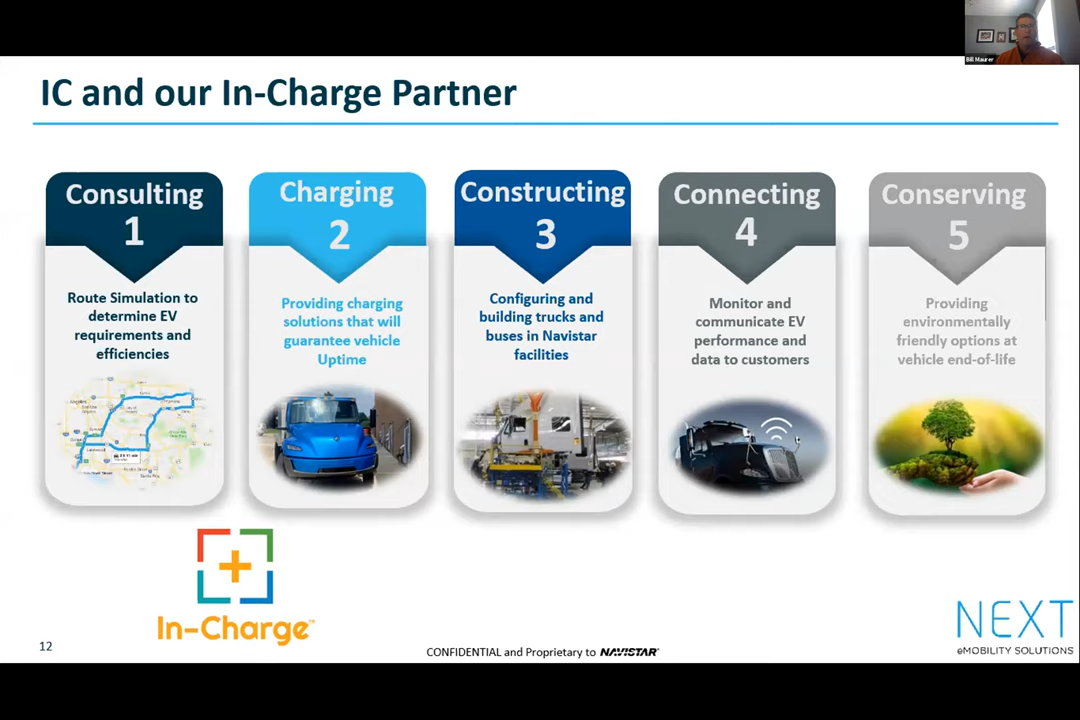 Bill Maurer
IC and our In-Charge Partner
Consulting
1
Route Simulation to
determine EV
requirements and
efficiencies
Charging
2
Providing charging
solutions that will
guarantee vehicle
Uptime
Constructing
3
Configuring and
building trucks and
buses in Navistar
facilities
Connecting
4
Monitor and
communicate EV
performance and
data to customers
Conserving
5
Providing
environmentally
friendly options at
vehicle end-of-life
In-Charge™
12
CONFIDENTIAL and Proprietary to NAVISTAR®
NEXT
eMOBILITY SOLUTIONS